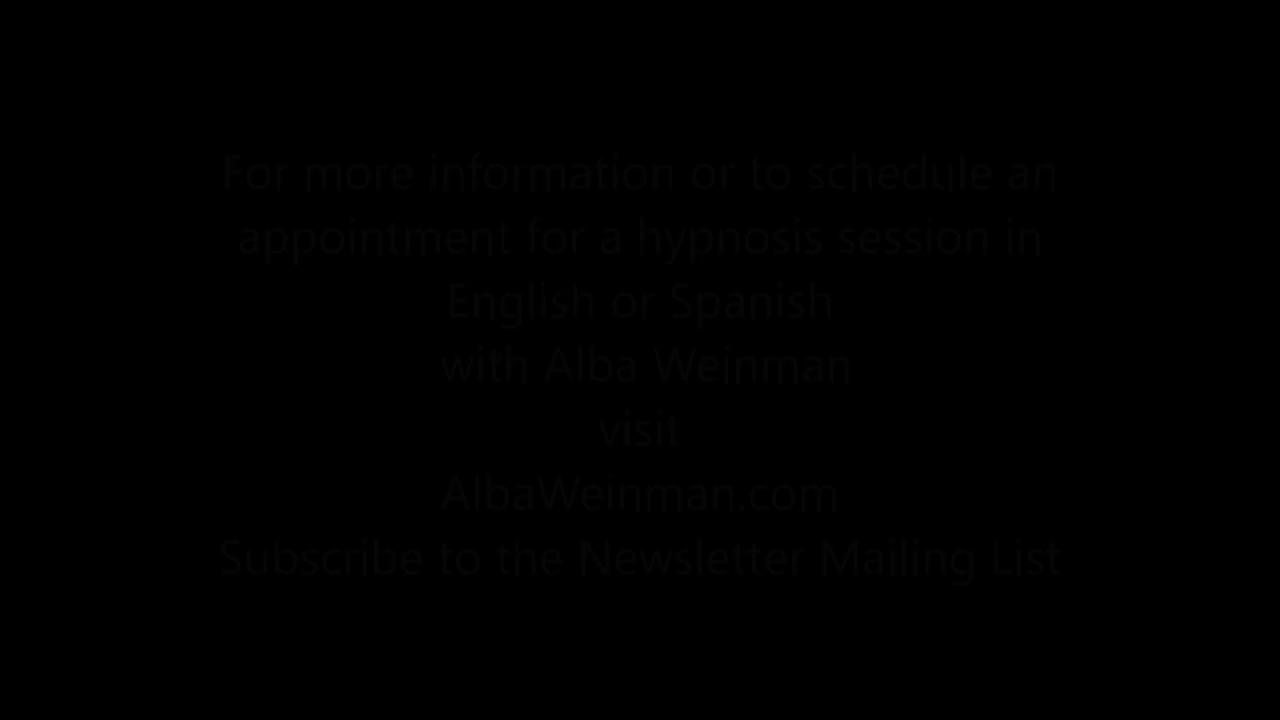 For more information or to schedule an
appointment for a hypnosis session in
English or Spanish
with Alba Weinman
visit
AlbaWeinman.com
Subscribe to the Newsletter Mailing List